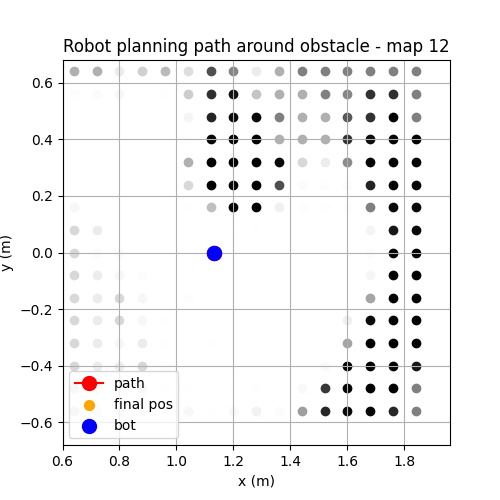 Robot planning path around obstacle - map 12
y (m)
0.6
0.4
0.2
0.0
−0.2
−0.4
−0.6
path
final pos
bot
0.6 0.8 1.0 1.2 1.4 1.6 1.8
x (m)